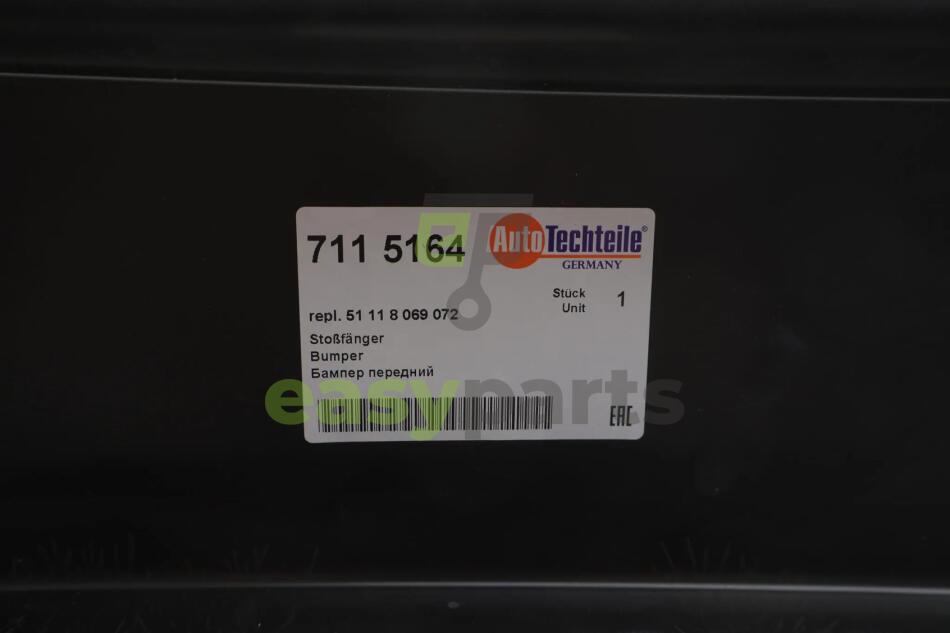 711 5164
AutoTechteile®
GERMANY
Stück 1
Unit
repl. 51 11 8 069 072
Stoßfänger
Bumper
Бампер передний
easyparts
EAC